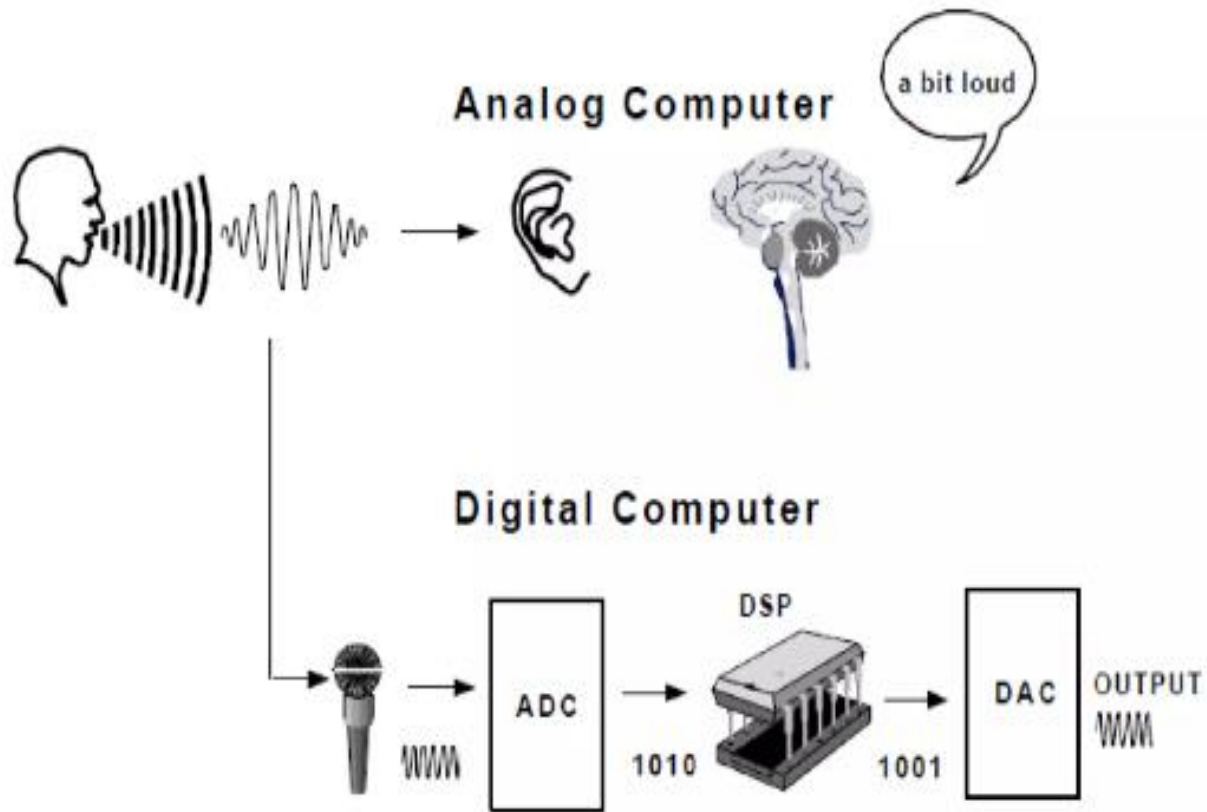 a bit loud
Analog Computer
Digital Computer
DSP
ADC
DAC
OUTPUT
1010
1001